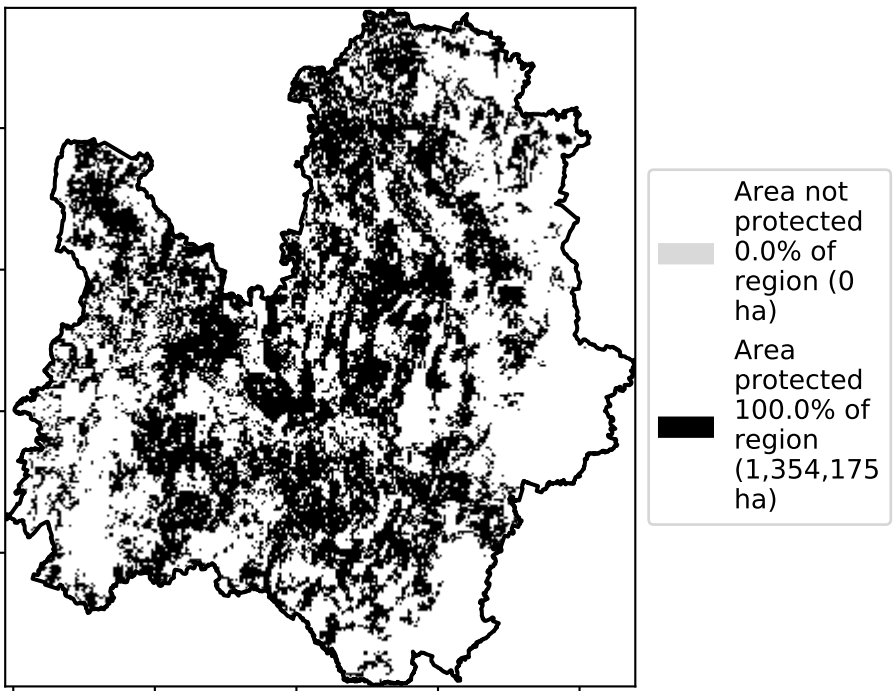 Area not
protected
0.0% of
region (0
ha)
Area
protected
100.0% of
region
(1,354,175
ha)